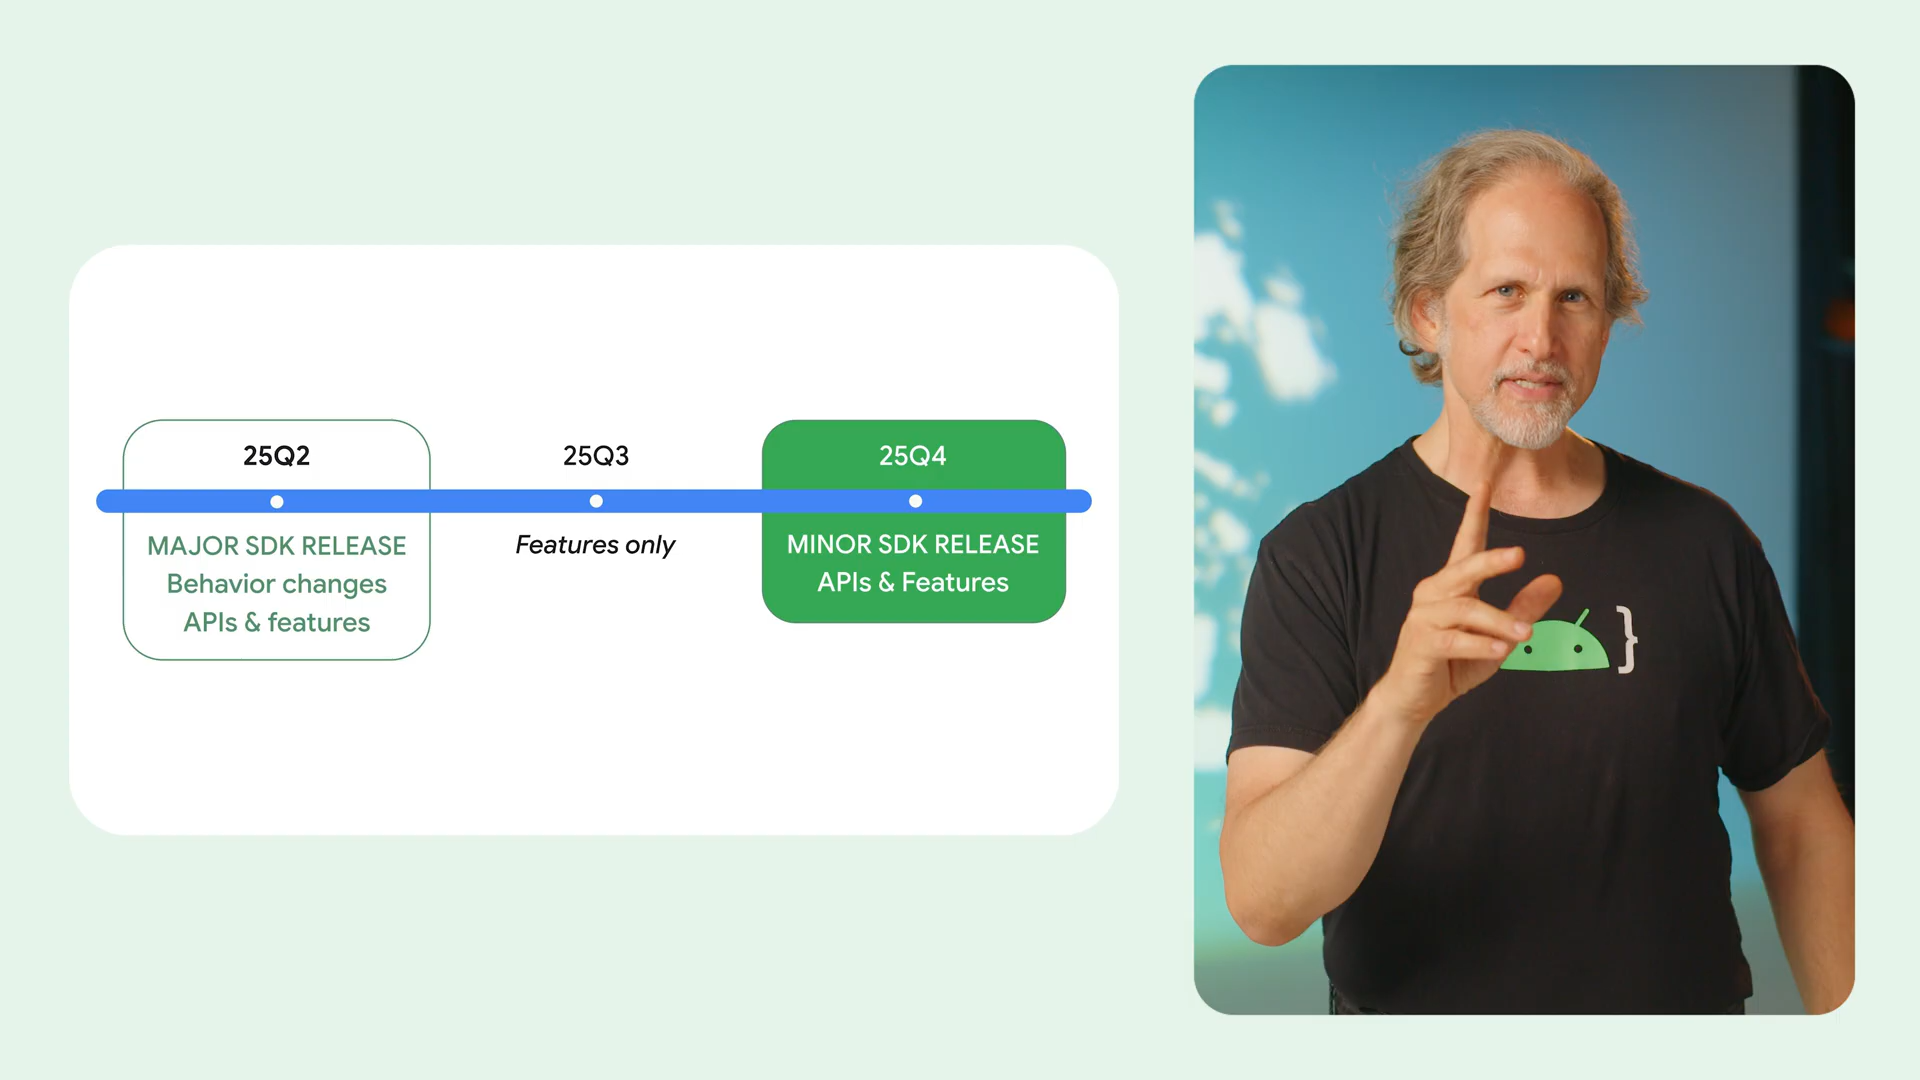 25Q2
MAJOR SDK RELEASE
Behavior changes
APIs & features
25Q3
Features only
25Q4
MINOR SDK RELEASE
APIs & Features
}